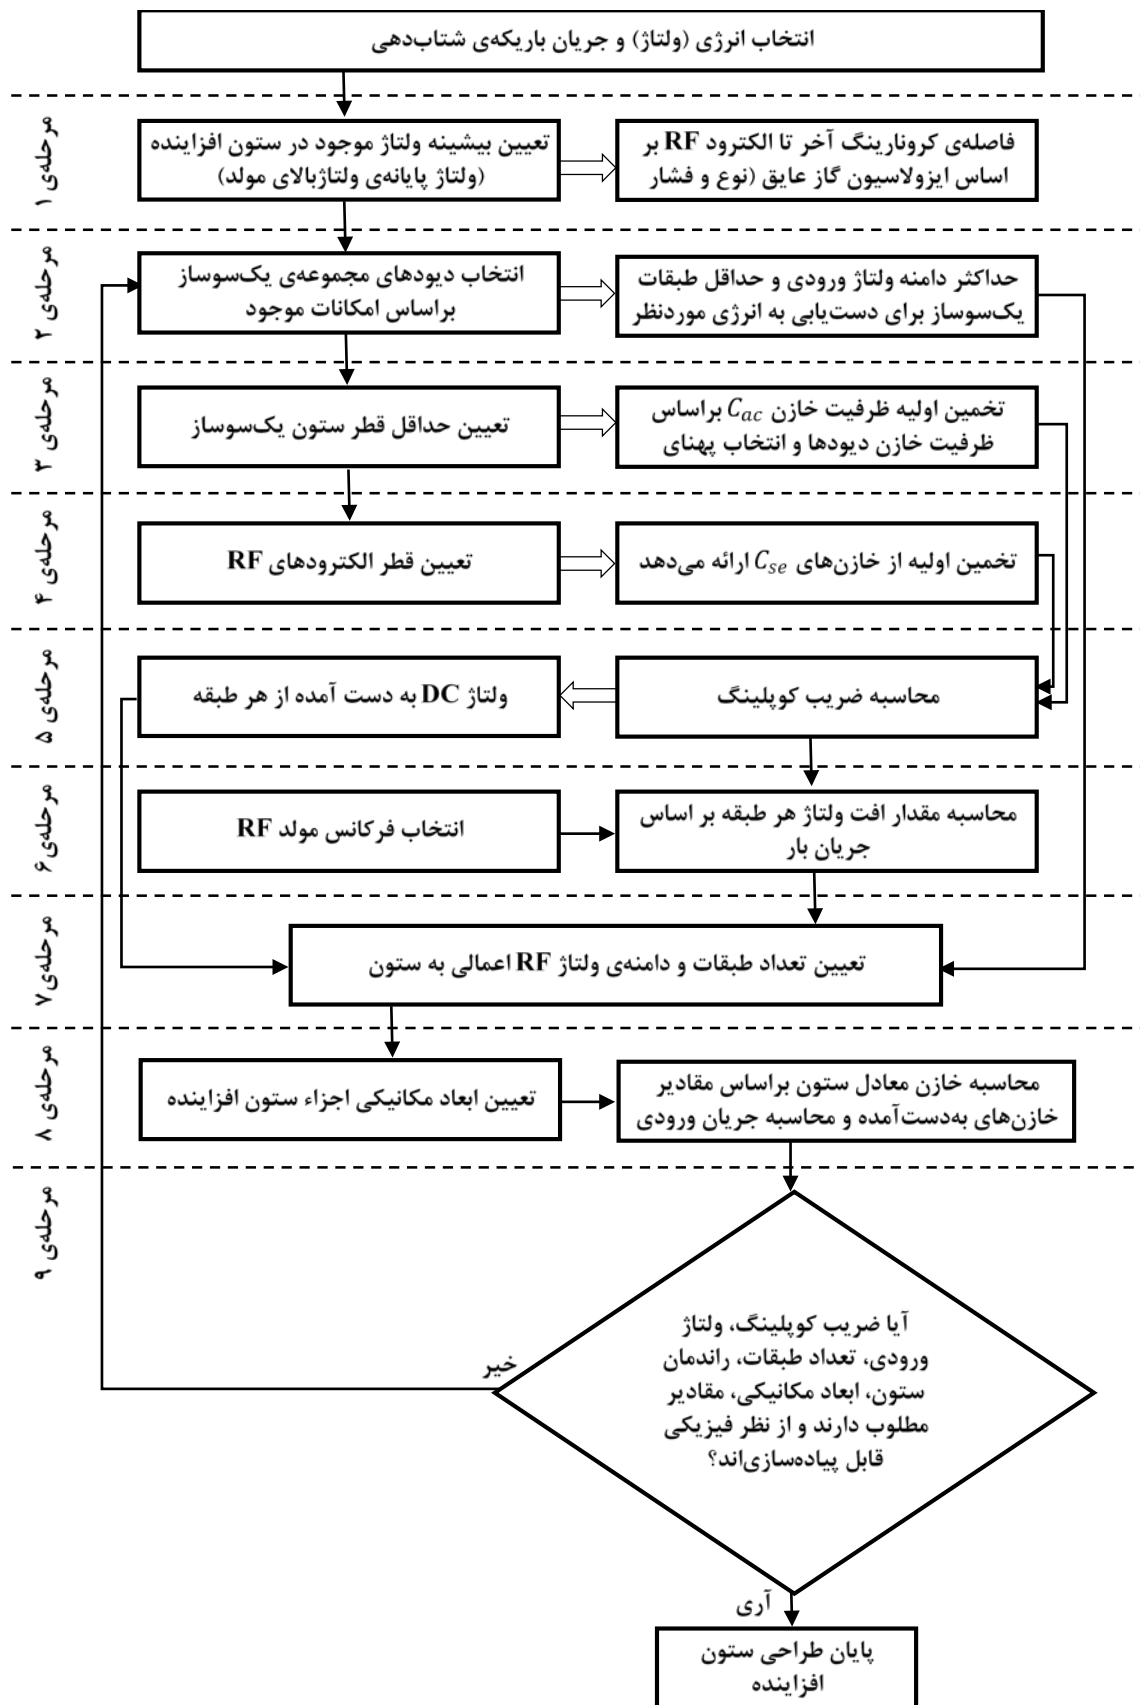 انتخاب انرژی (ولتاژ) و جریان باریکه‌ی شتاب‌دهی
مرحله‌ی ۱
تعیین بیشینه ولتاژ موجود در ستون افزاینده
(ولتاژ پایانه‌ی ولتاژبالای مولد)
فاصله‌ی کرونارینگ آخر تا الکترود RF بر
اساس ایزولاسیون گاز عایق (نوع و فشار
مرحله‌ی ۲
انتخاب دیودهای مجموعه‌ی یک‌سوساز
براساس امکانات موجود
حداکثر دامنه ولتاژ ورودی و حداقل طبقات
یک‌سوساز برای دست‌یابی به انرژی موردنظر
مرحله‌ی ۳
تعیین حداقل قطر ستون یک‌سوساز
تخمین اولیه ظرفیت خازن C_{ac} براساس
ظرفیت خازن دیودها و انتخاب پهنای
مرحله‌ی ۴
تعیین قطر الکترودهای RF
تخمین اولیه از خازن‌های C_{se} ارائه می‌دهد
مرحله‌ی ۵
ولتاژ DC به دست آمده از هر طبقه
محاسبه ضریب کوپلینگ
مرحله‌ی ۶
انتخاب فرکانس مولد RF
محاسبه مقدار افت ولتاژ هر طبقه بر اساس
جریان بار
مرحله‌ی ۷
تعیین تعداد طبقات و دامنه‌ی ولتاژ RF اعمالی به ستون
مرحله‌ی ۸
تعیین ابعاد مکانیکی اجزاء ستون افزاینده
محاسبه خازن معادل ستون براساس مقادیر
خازن‌های به‌دست‌آمده و محاسبه جریان ورودی
مرحله‌ی ۹
آیا ضریب کوپلینگ، ولتاژ
ورودی، تعداد طبقات، راندمان
ستون، ابعاد مکانیکی، مقادیر
مطلوب دارند و از نظر فیزیکی
قابل پیاده‌سازی‌اند؟
خیر
آری
پایان طراحی ستون
افزاینده